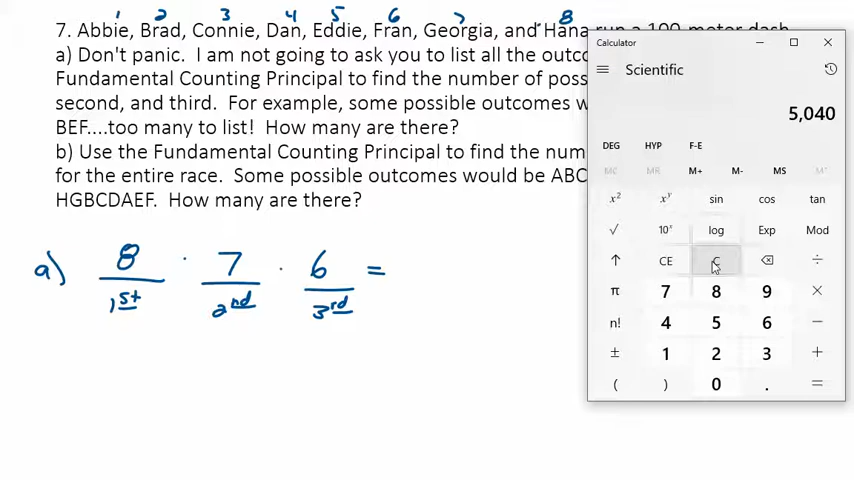 1 2 3 4 5 6 7 8
7. Abbie, Brad, Connie, Dan, Eddie, Fran, Georgia, and Hana run a 100-meter dash.
a) Don't panic. I am not going to ask you to list all the outco
Fundamental Counting Principal to find the number of poss
second, and third. For example, some possible outcomes w
BEF....too many to list! How many are there?
b) Use the Fundamental Counting Principal to find the num
for the entire race. Some possible outcomes would be ABC
HGBCDAEF. How many are there?
a) 8 · 7 · 6 =
1st 2nd 3rd
Calculator
Scientific
5,040
DEG HYP F-E
MC MR M+ M- MS M*
x² xʸ sin cos tan
√ 10ˣ log Exp Mod
↑ CE C ⌫ ÷
π 7 8 9 ×
n! 4 5 6 −
± 1 2 3 +
( ) 0 . =